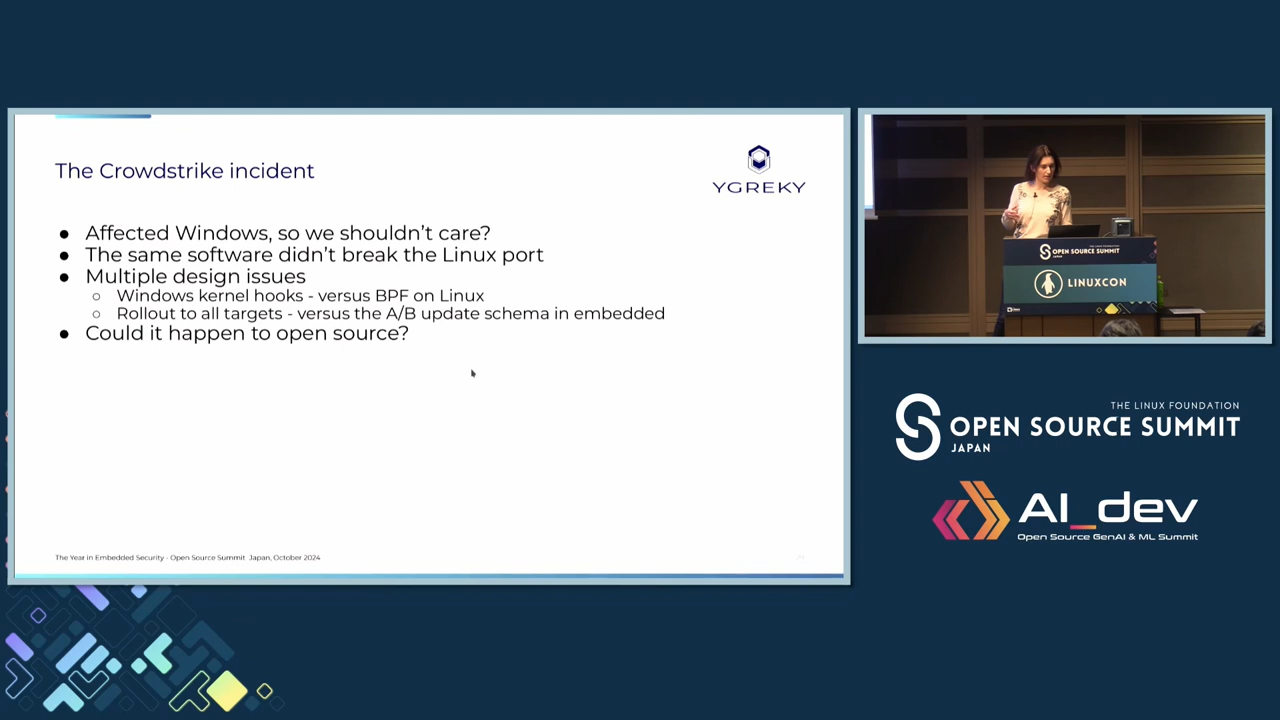 The Crowdstrike incident
YGREKY
● Affected Windows, so we shouldn't care?
● The same software didn't break the Linux port
● Multiple design issues
○ Windows kernel hooks - versus BPF on Linux
○ Rollout to all targets - versus the A/B update schema in embedded
● Could it happen to open source?
The Year in Embedded Security - Open Source Summit Japan, October 2024
OPEN SOURCE SUMMIT
JAPAN
LINUXCON
THE LINUX FOUNDATION
OPEN SOURCE SUMMIT
JAPAN
AI_dev
Open Source GenAI & ML Summit